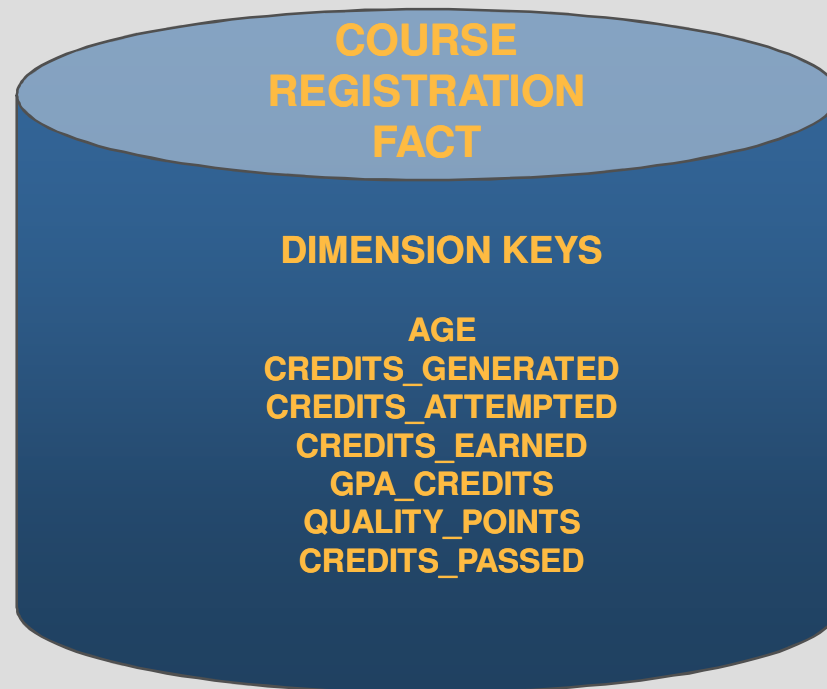 COURSE
REGISTRATION
FACT
DIMENSION KEYS
AGE
CREDITS_GENERATED
CREDITS_ATTEMPTED
CREDITS_EARNED
GPA_CREDITS
QUALITY_POINTS
CREDITS_PASSED